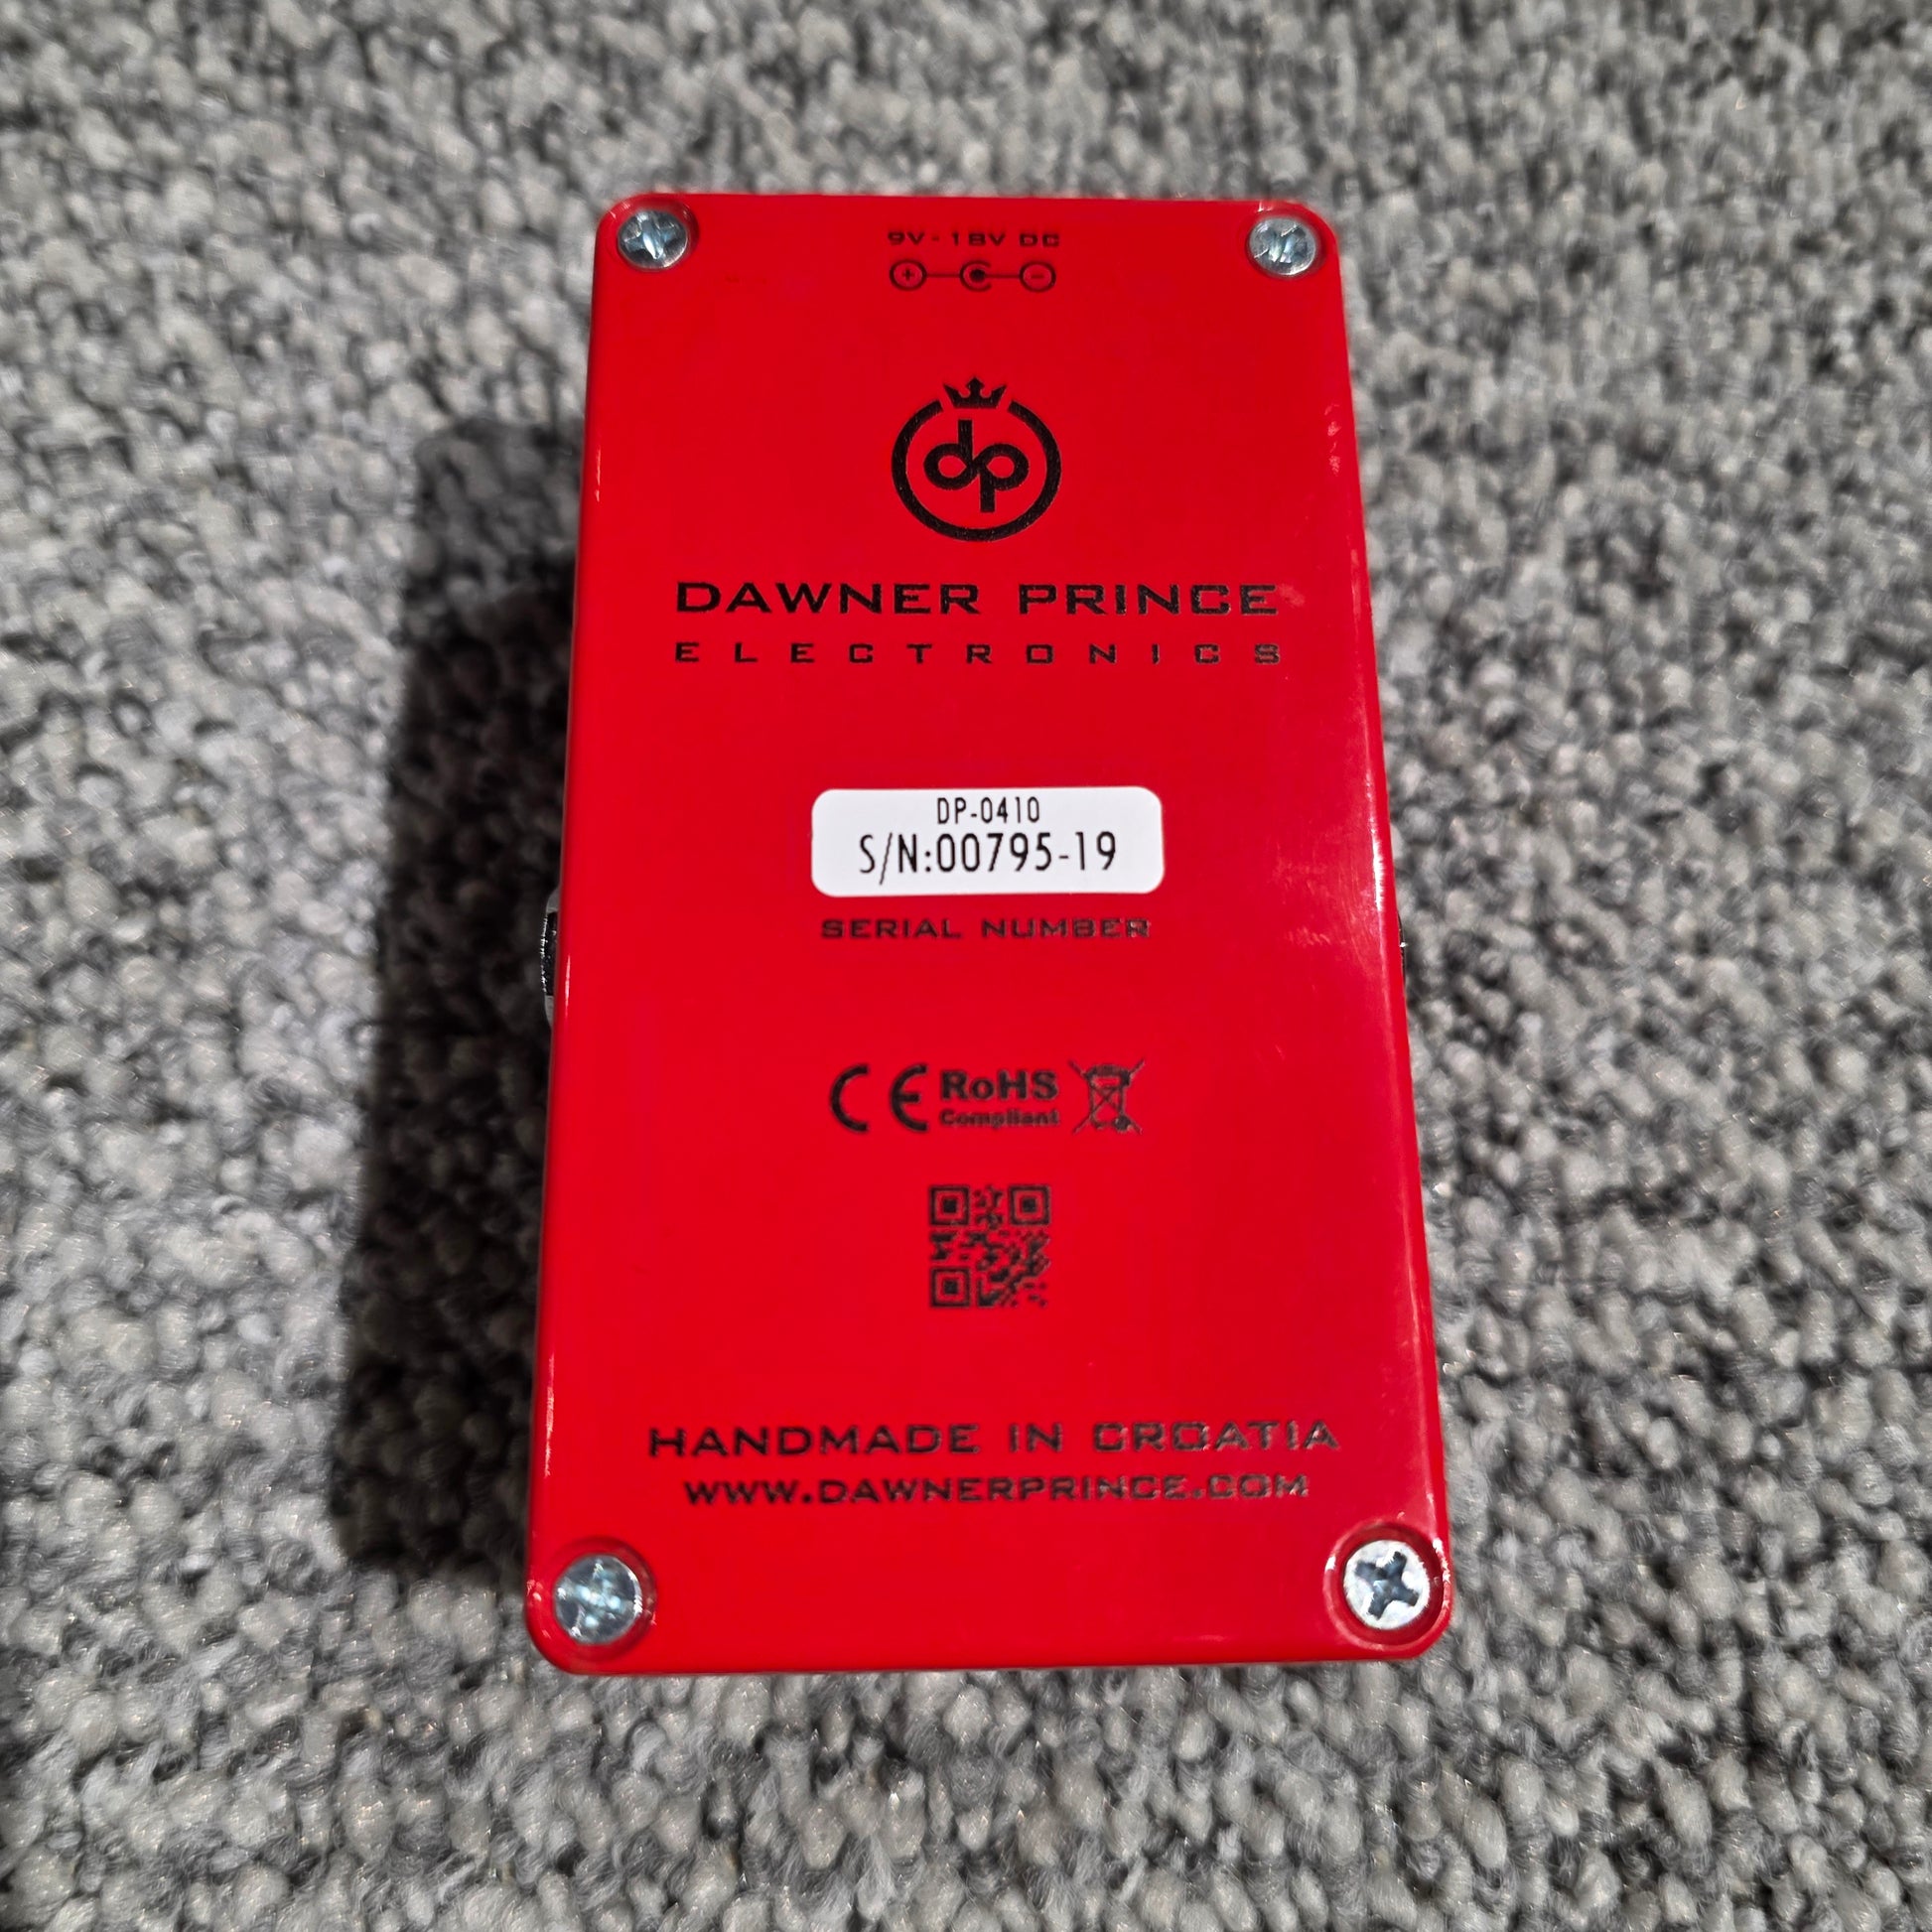 9V-18V DC
dp
DAWNER PRINCE
ELECTRONICS
DP-0410
S/N:00795-19
SERIAL NUMBER
CE RoHS
Compliant
HANDMADE IN CROATIA
WWW.DAWNERPRINCE.COM